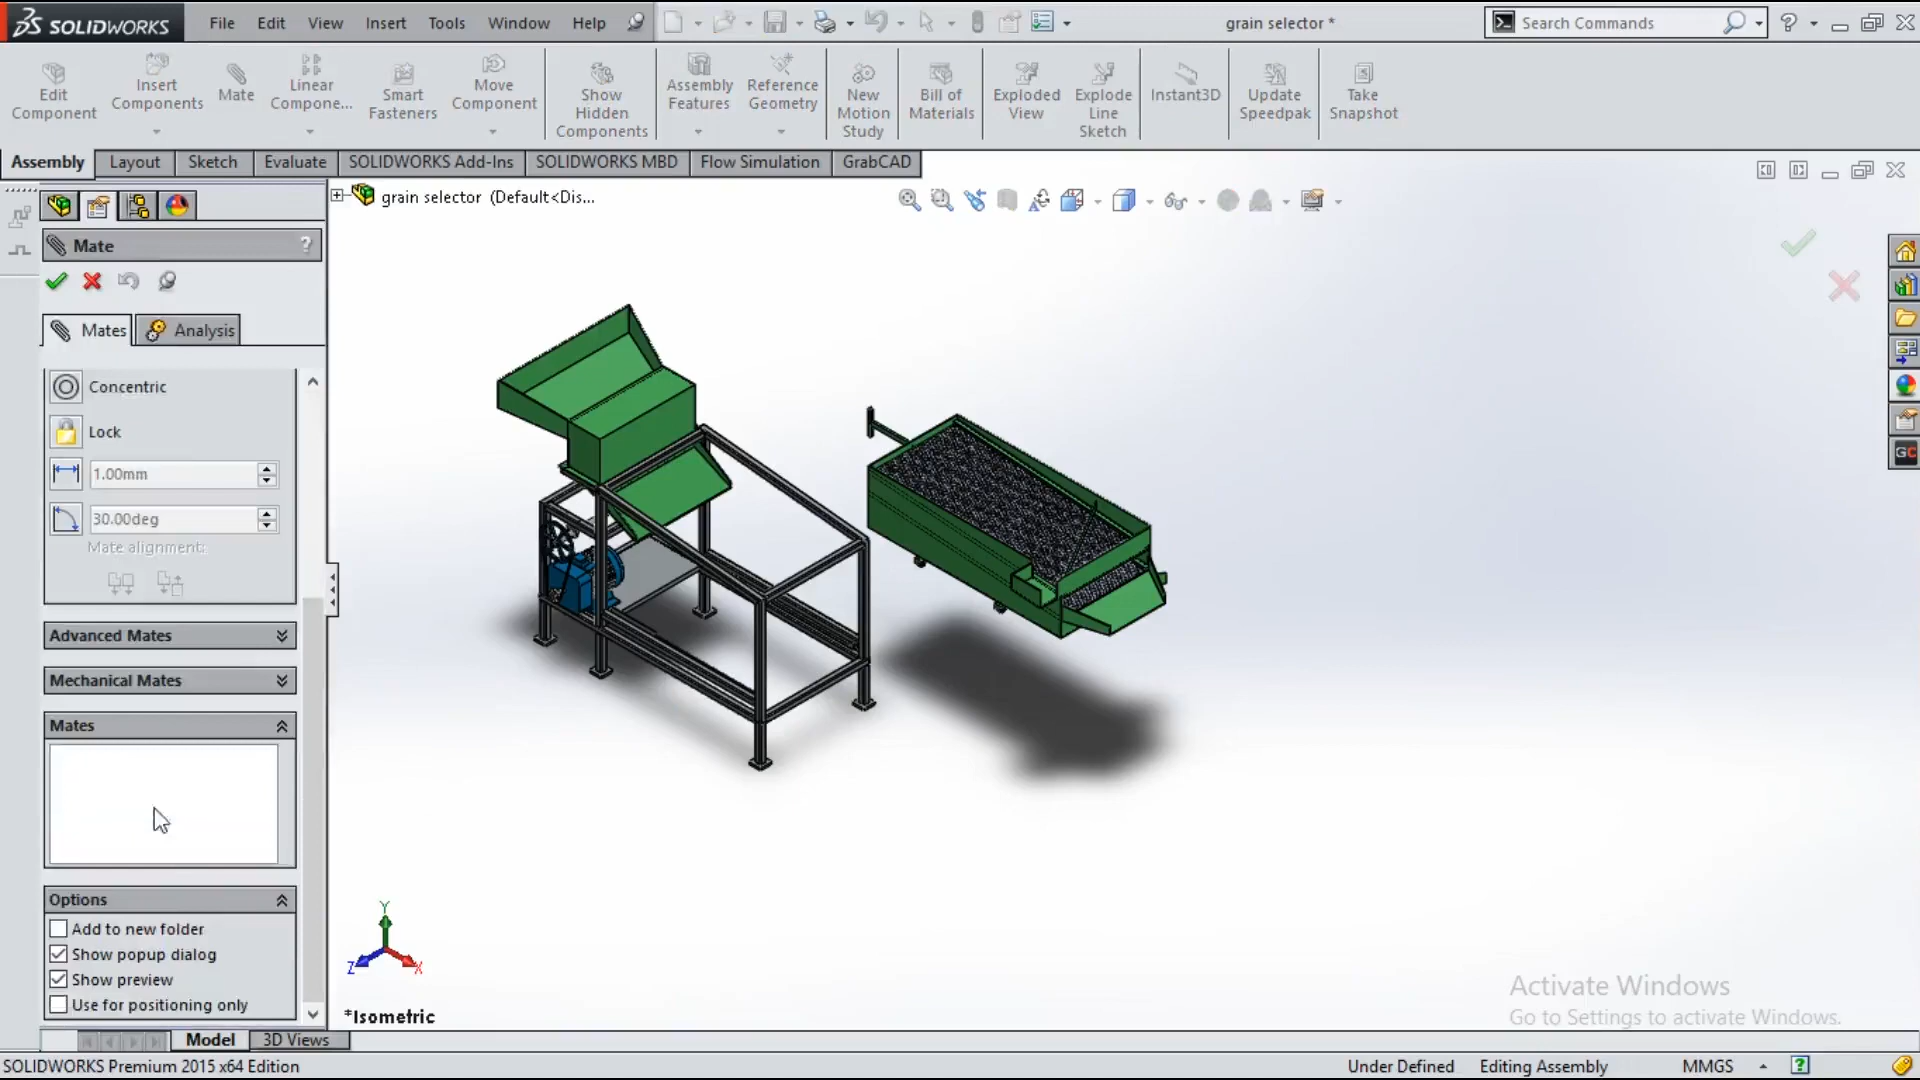 SOLIDWORKS File Edit View Insert Tools Window Help grain selector * Search Commands
Edit Component
Insert Components
Mate
Linear Compone...
Smart Fasteners
Move Component
Show Hidden Components
Assembly Features
Reference Geometry
New Motion Study
Bill of Materials
Exploded View
Explode Line Sketch
Instant3D
Update Speedpak
Take Snapshot
Assembly Layout Sketch Evaluate SOLIDWORKS Add-Ins SOLIDWORKS MBD Flow Simulation GrabCAD
grain selector (Default<Dis...
Mate ?
Mates Analysis
Concentric
Lock
1.00mm
30.00deg
Mate alignment:
Advanced Mates
Mechanical Mates
Mates
Options
Add to new folder
Show popup dialog
Show preview
Use for positioning only
Y
Z X
*Isometric
GC
Activate Windows
Go to Settings to activate Windows.
Model 3D Views
SOLIDWORKS Premium 2015 x64 Edition Under Defined Editing Assembly MMGS ?